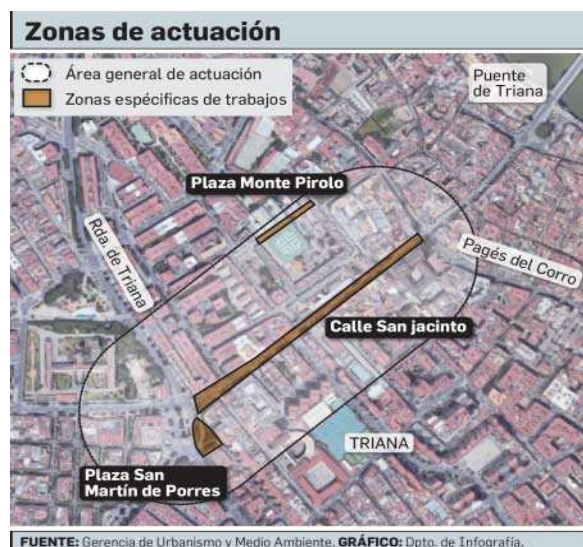 Zonas de actuación
Área general de actuación
Zonas espécificas de trabajos
Puente
de Triana
Plaza Monte Pirolo
Rda. de Triana
Pagés del Corro
Calle San jacinto
TRIANA
Plaza San
Martín de Porres
FUENTE: Gerencia de Urbanismo y Medio Ambiente. GRÁFICO: Dpto. de Infografía.